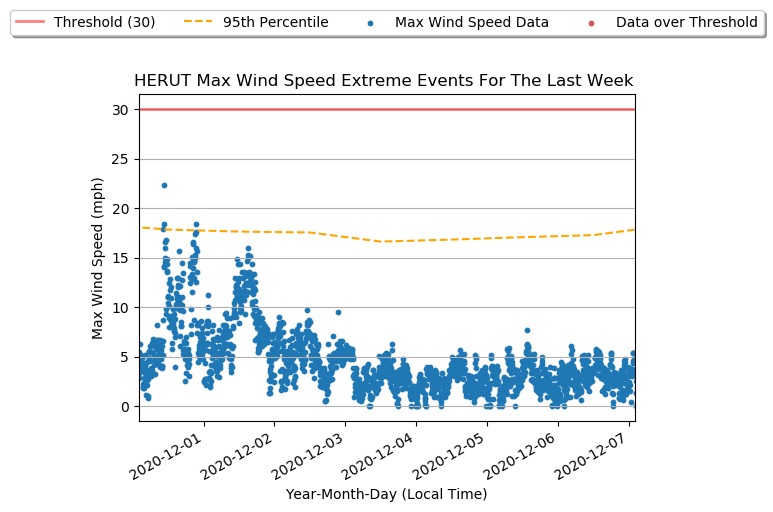 Threshold (30) 95th Percentile Max Wind Speed Data Data over Threshold
HERUT Max Wind Speed Extreme Events For The Last Week
Max Wind Speed (mph)
30
25
20
15
10
5
0
2020-12-01 2020-12-02 2020-12-03 2020-12-04 2020-12-05 2020-12-06 2020-12-07
Year-Month-Day (Local Time)